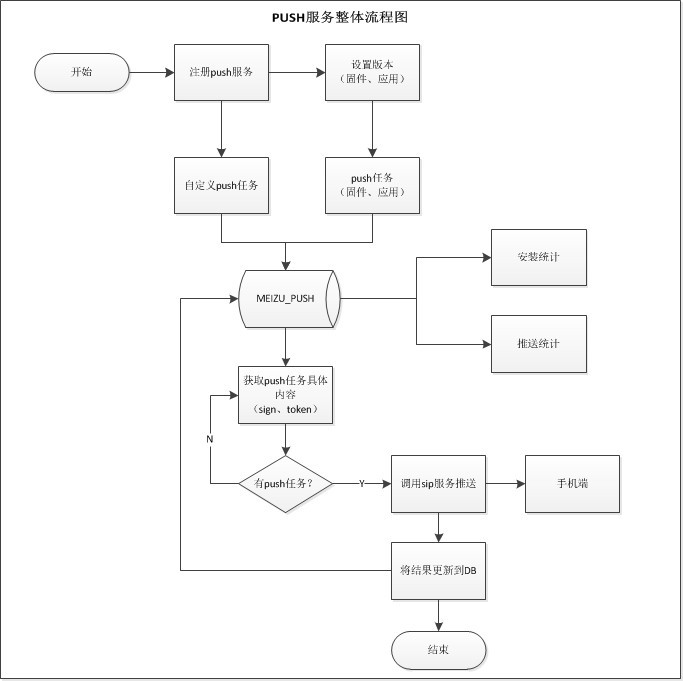 PUSH服务整体流程图
开始
注册push服务
设置版本
（固件、应用）
自定义push任务
push任务
（固件、应用）
MEIZU_PUSH
安装统计
推送统计
获取push任务具体
内容
（sign、token）
N
有push任务？
Y
调用sip服务推送
手机端
将结果更新到DB
结束